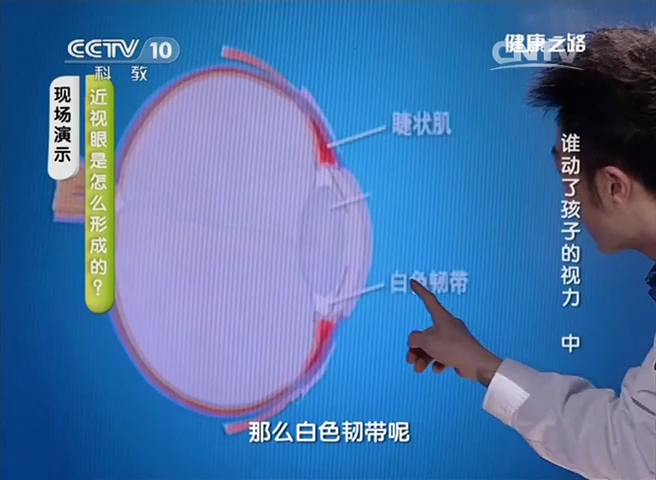 CCTV 10
科教
健康之路
CNTV
现场演示
近视眼是怎么形成的？
睫状肌
白色韧带
谁动了孩子的视力 中
那么白色韧带呢